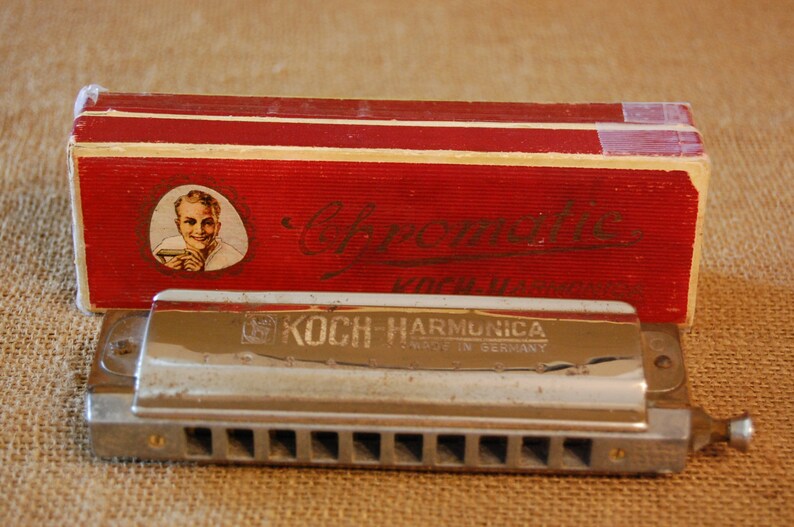 Chromatic
KOCH-HARMONICA
KOCH-HARMONICA
MADE IN GERMANY
C